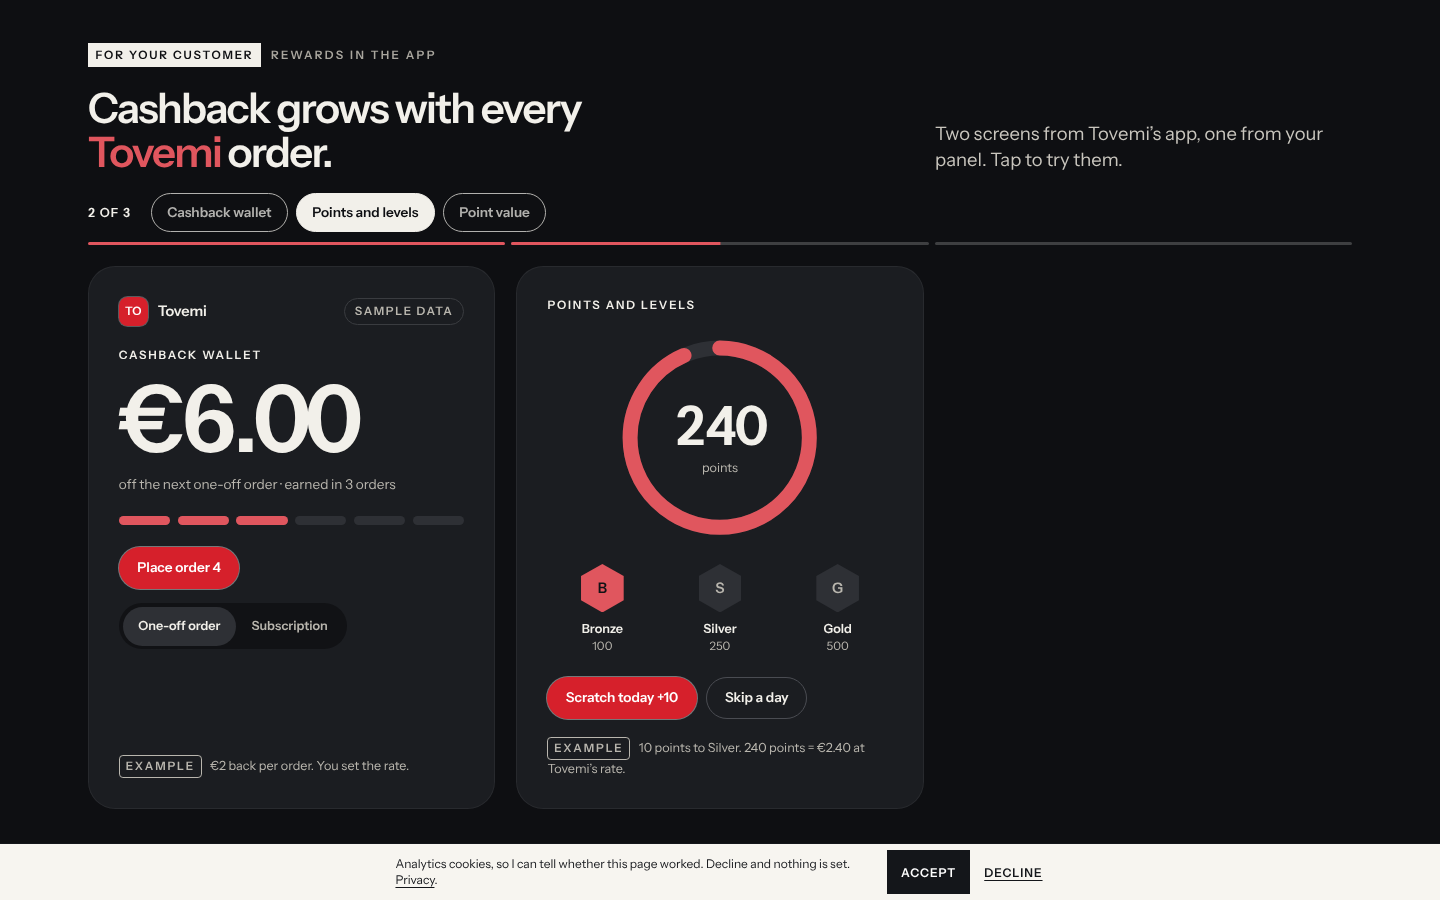 FOR YOUR CUSTOMER REWARDS IN THE APP
Cashback grows with every
Tovemi order.
Two screens from Tovemi’s app, one from your
panel. Tap to try them.
2 OF 3
Cashback wallet
Points and levels
Point value
TO Tovemi
SAMPLE DATA
CASHBACK WALLET
€6.00
off the next one-off order · earned in 3 orders
Place order 4
One-off order
Subscription
EXAMPLE €2 back per order. You set the rate.
POINTS AND LEVELS
240
points
B S G
Bronze Silver Gold
100 250 500
Scratch today +10
Skip a day
EXAMPLE 10 points to Silver. 240 points = €2.40 at
Tovemi’s rate.
Analytics cookies, so I can tell whether this page worked. Decline and nothing is set.
Privacy.
ACCEPT
DECLINE